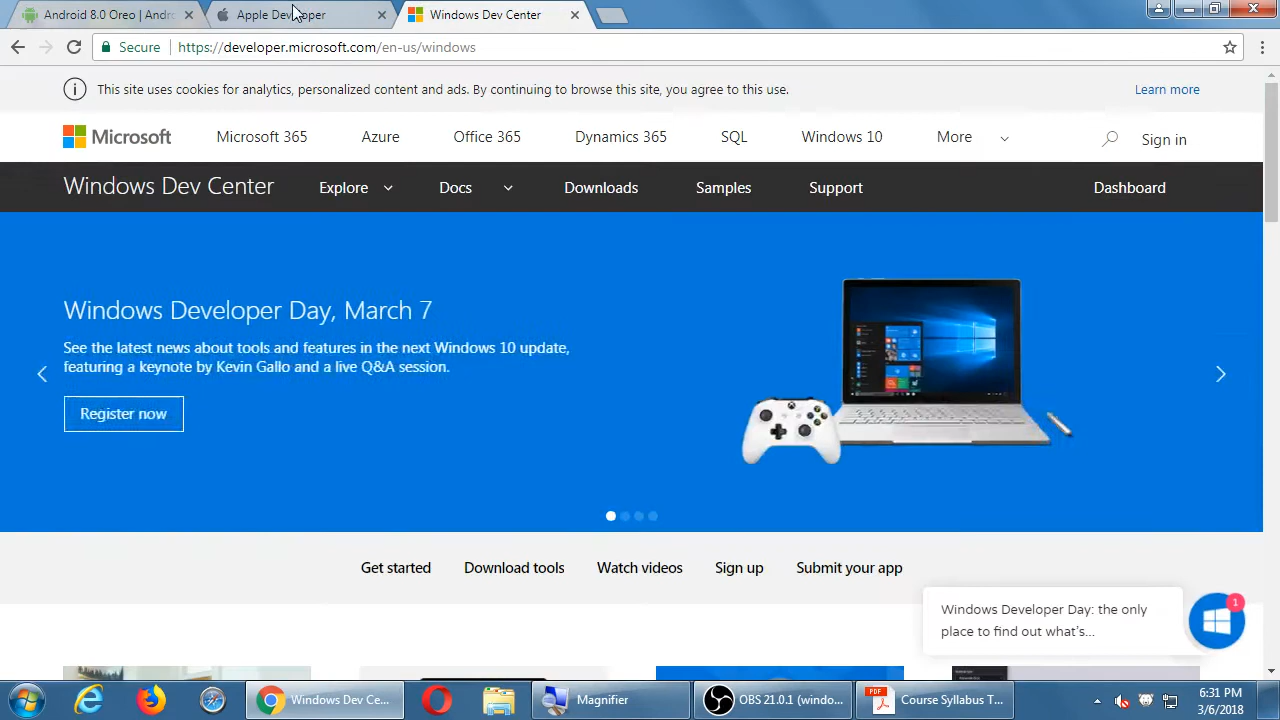 Android 8.0 Oreo | Andro
Apple Developer
Windows Dev Center
Secure
https://developer.microsoft.com/en-us/windows
This site uses cookies for analytics, personalized content and ads. By continuing to browse this site, you agree to this use.
Learn more
Microsoft
Microsoft 365
Azure
Office 365
Dynamics 365
SQL
Windows 10
More
Sign in
Windows Dev Center
Explore
Docs
Downloads
Samples
Support
Dashboard
Windows Developer Day, March 7
See the latest news about tools and features in the next Windows 10 update,
featuring a keynote by Kevin Gallo and a live Q&A session.
Register now
Get started
Download tools
Watch videos
Sign up
Submit your app
Windows Developer Day: the only
place to find out what's...
1
Windows Dev Ce...
Magnifier
OBS 21.0.1 (windo...
PDF
Course Syllabus T...
6:31 PM
3/6/2018